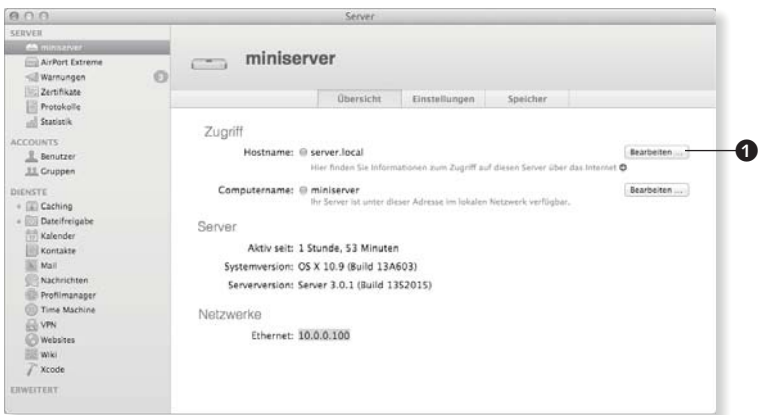 Server
SERVER
miniserver
AirPort Extreme
Warnungen 3
Zertifikate
Protokolle
Statistik
ACCOUNTS
Benutzer
Gruppen
DIENSTE
Caching
Dateifreigabe
Kalender
Kontakte
Mail
Nachrichten
Profilmanager
Time Machine
VPN
Websites
Wiki
Xcode
ERWEITERT
miniserver
Übersicht Einstellungen Speicher
Zugriff
Hostname: server.local Bearbeiten ... 1
Hier finden Sie Informationen zum Zugriff auf diesen Server über das Internet
Computername: miniserver Bearbeiten ...
Ihr Server ist unter dieser Adresse im lokalen Netzwerk verfügbar.
Server
Aktiv seit: 1 Stunde, 53 Minuten
Systemversion: OS X 10.9 (Build 13A603)
Serverversion: Server 3.0.1 (Build 13S2015)
Netzwerke
Ethernet: 10.0.0.100